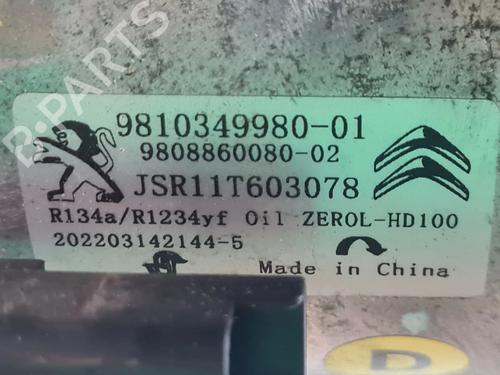 B-PARTS
9810349980-01
9808860080-02
JSR11T603078
R134a/R1234yf Oil ZEROL-HD100
202203142144-5
Made in China